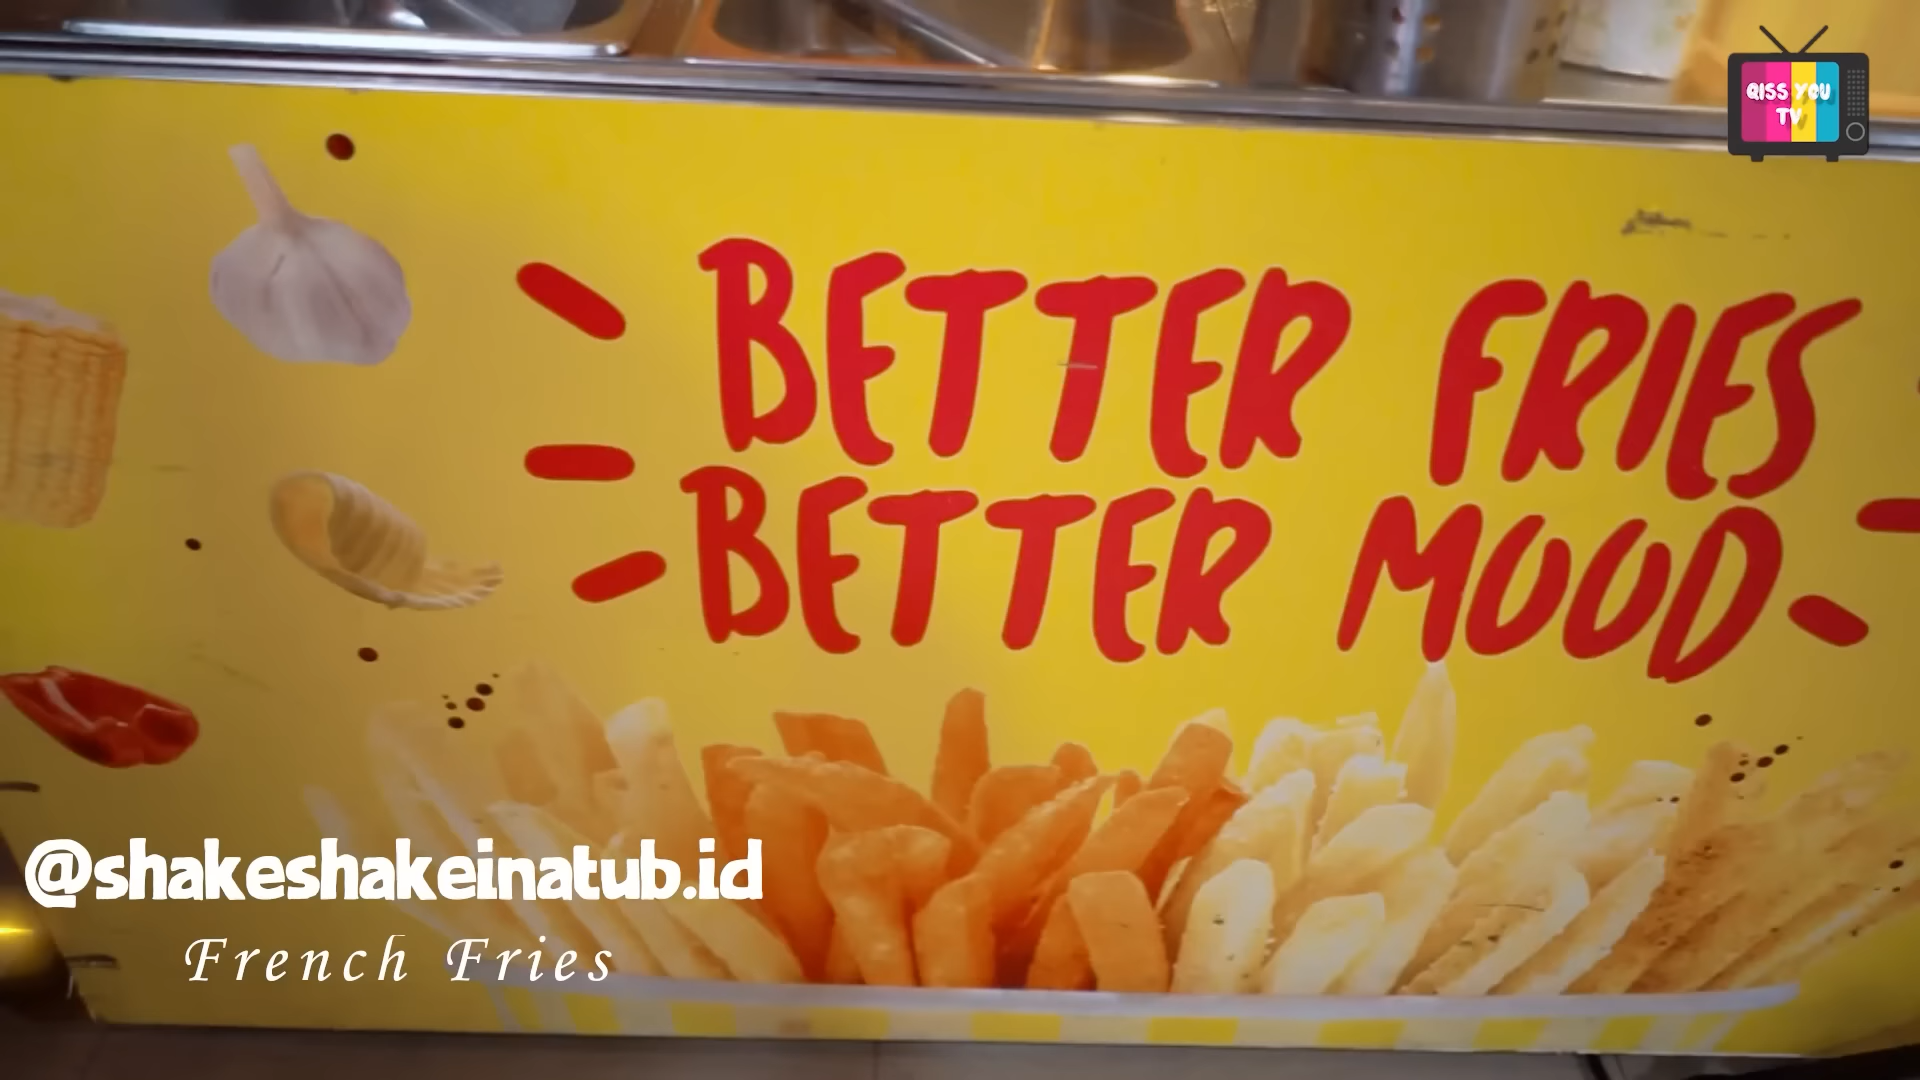 QISS YOU
TV
BETTER FRIES
BETTER MOOD
@shakeshakeinatub.id
French Fries